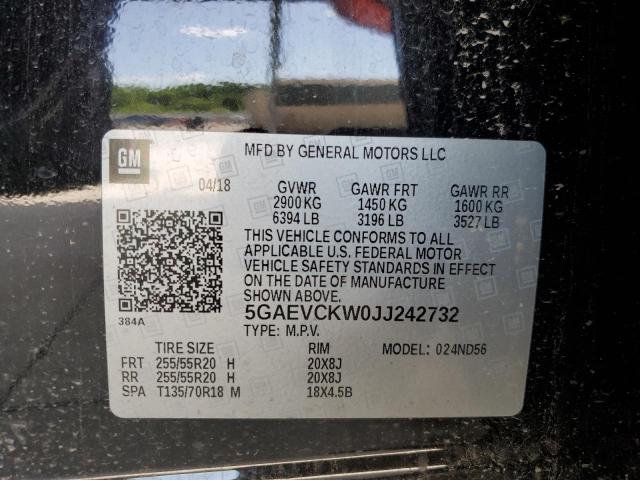 GM
MFD BY GENERAL MOTORS LLC
04/18 GVWR GAWR FRT GAWR RR
2900 KG 1450 KG 1600 KG
6394 LB 3196 LB 3527 LB
THIS VEHICLE CONFORMS TO ALL
APPLICABLE U.S. FEDERAL MOTOR
VEHICLE SAFETY STANDARDS IN EFFECT
ON THE DATE OF MANUFACTURE
SHOWN ABOVE.
384A
5GAEVCKW0JJ242732
TYPE: M.P.V.
TIRE SIZE RIM MODEL: 024ND56
FRT 255/55R20 H 20X8J
RR 255/55R20 H 20X8J
SPA T135/70R18 M 18X4.5B